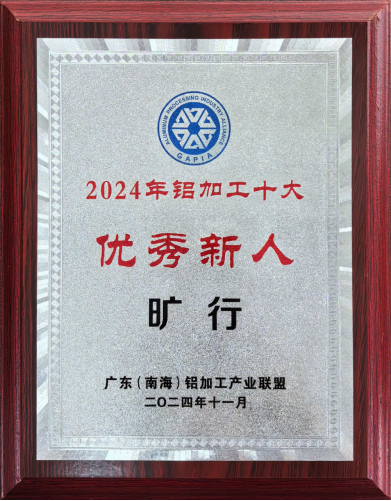 ALUMINUM PROCESSING INDUSTRY ALLIANCE
GAPIA
2024年铝加工十大
优秀新人
旷行
广东(南海)铝加工产业联盟
二〇二四年十一月